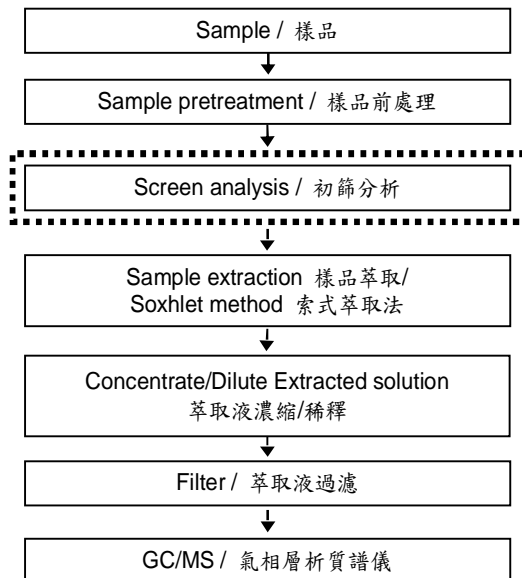 Sample / 樣品
Sample pretreatment / 樣品前處理
Screen analysis / 初篩分析
Sample extraction 樣品萃取/
Soxhlet method 索式萃取法
Concentrate/Dilute Extracted solution
萃取液濃縮/稀釋
Filter / 萃取液過濾
GC/MS / 氣相層析質譜儀